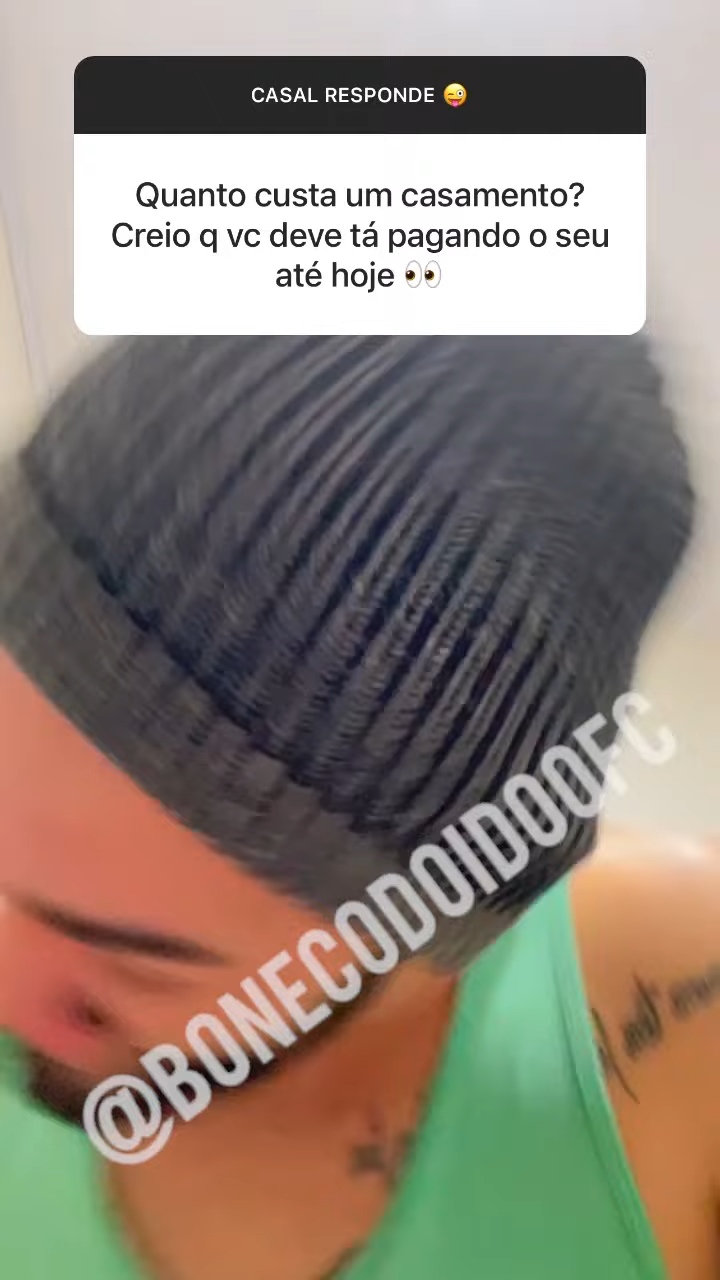 CASAL RESPONDE 😜
Quanto custa um casamento?
Creio q vc deve tá pagando o seu
até hoje 👀
@BONECODOIDOOFC